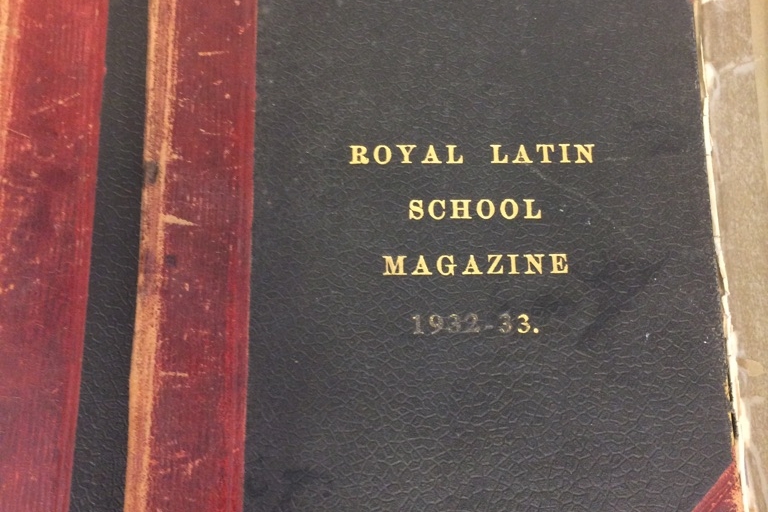 ROYAL LATIN
SCHOOL
MAGAZINE
1932-33.